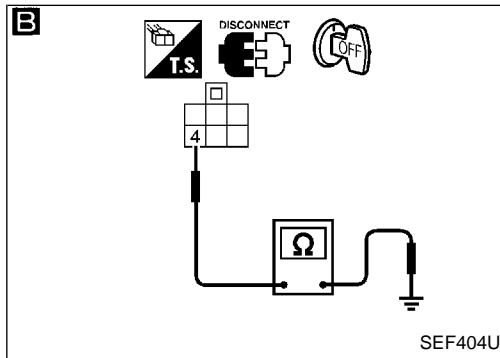 B
T.S.
DISCONNECT
OFF
4
Ω
SEF404U